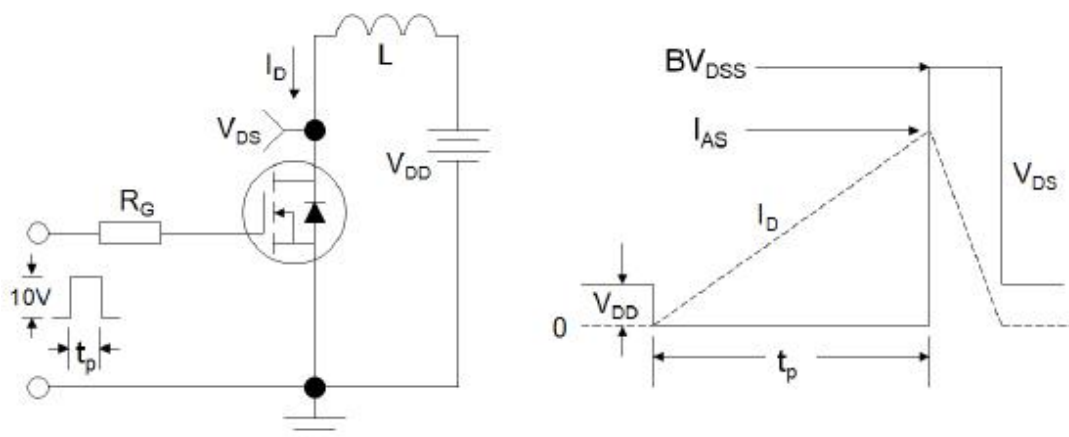 L
I_D
V_DS
V_DD
R_G
10V
t_p
BV_DSS
I_AS
V_DS
I_D
V_DD
0
t_p